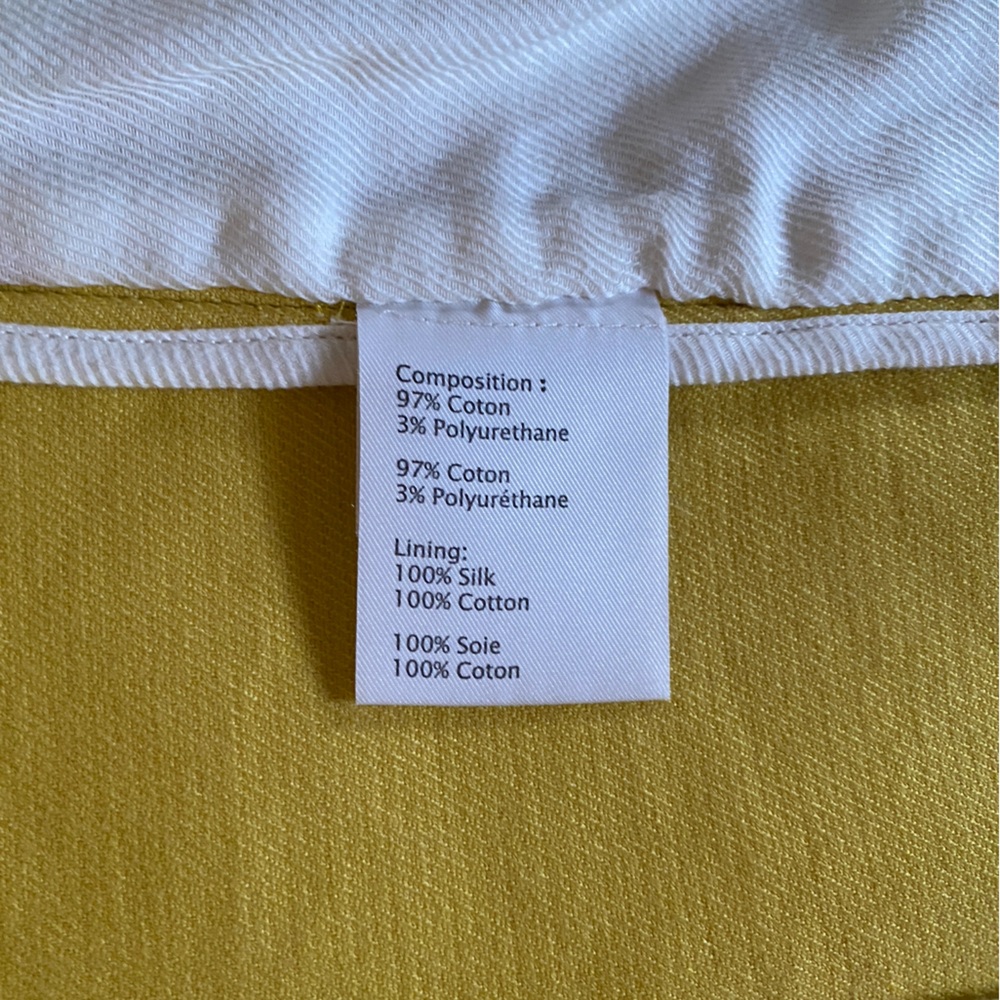 Composition :
97% Coton
3% Polyurethane
97% Coton
3% Polyuréthane
Lining:
100% Silk
100% Cotton
100% Soie
100% Coton